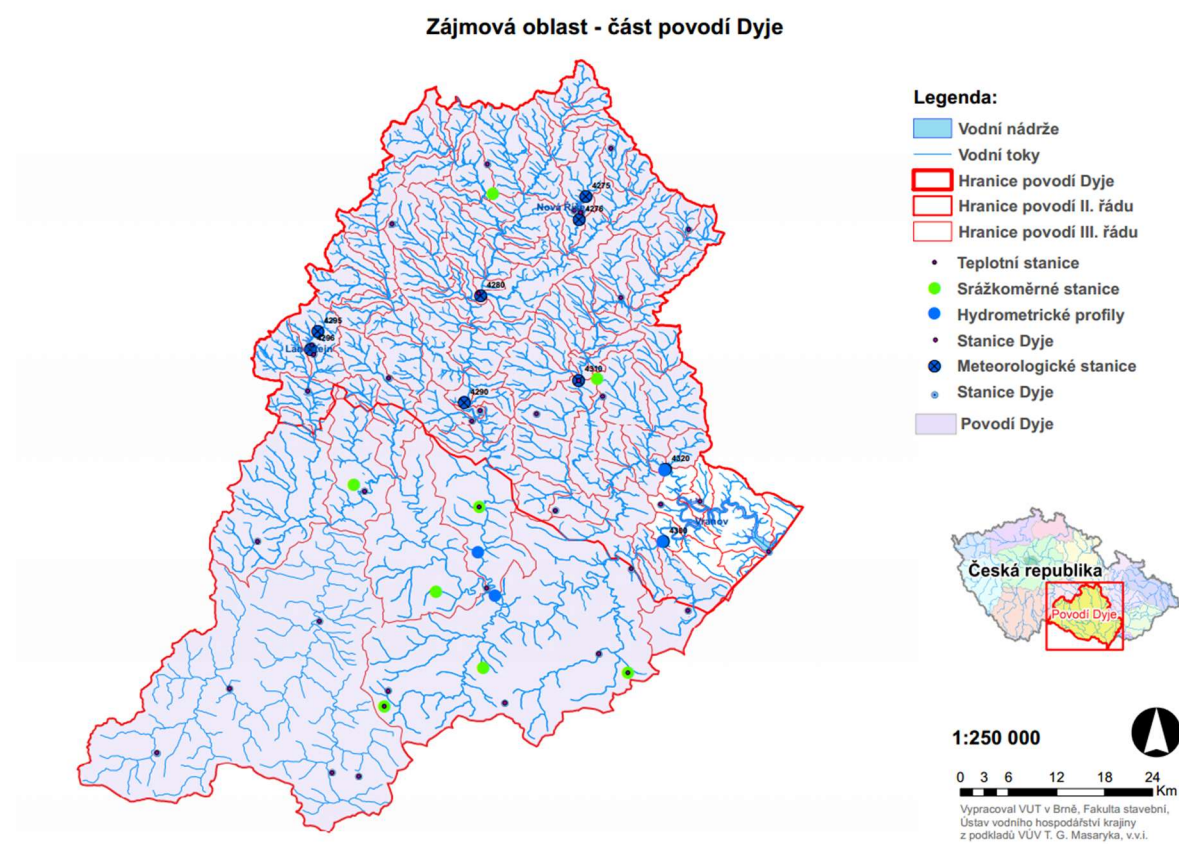 Zájmová oblast - část povodí Dyje
Legenda:
Vodní nádrže
Vodní toky
Hranice povodí Dyje
Hranice povodí II. řádu
Hranice povodí III. řádu
Teplotní stanice
Srážkoměrné stanice
Hydrometrické profily
Stanice Dyje
Meteorologické stanice
Stanice Dyje
Povodí Dyje
4275
4276
4280
4295
4296
4310
4290
4320
Vranov
Česká republika
Povodí Dyje
1:250 000
0 3 6 12 18 24
Km
Vypracoval VUT v Brně, Fakulta stavební,
Ústav vodního hospodářství krajiny
z podkladů VÚV T. G. Masaryka, v.v.i.